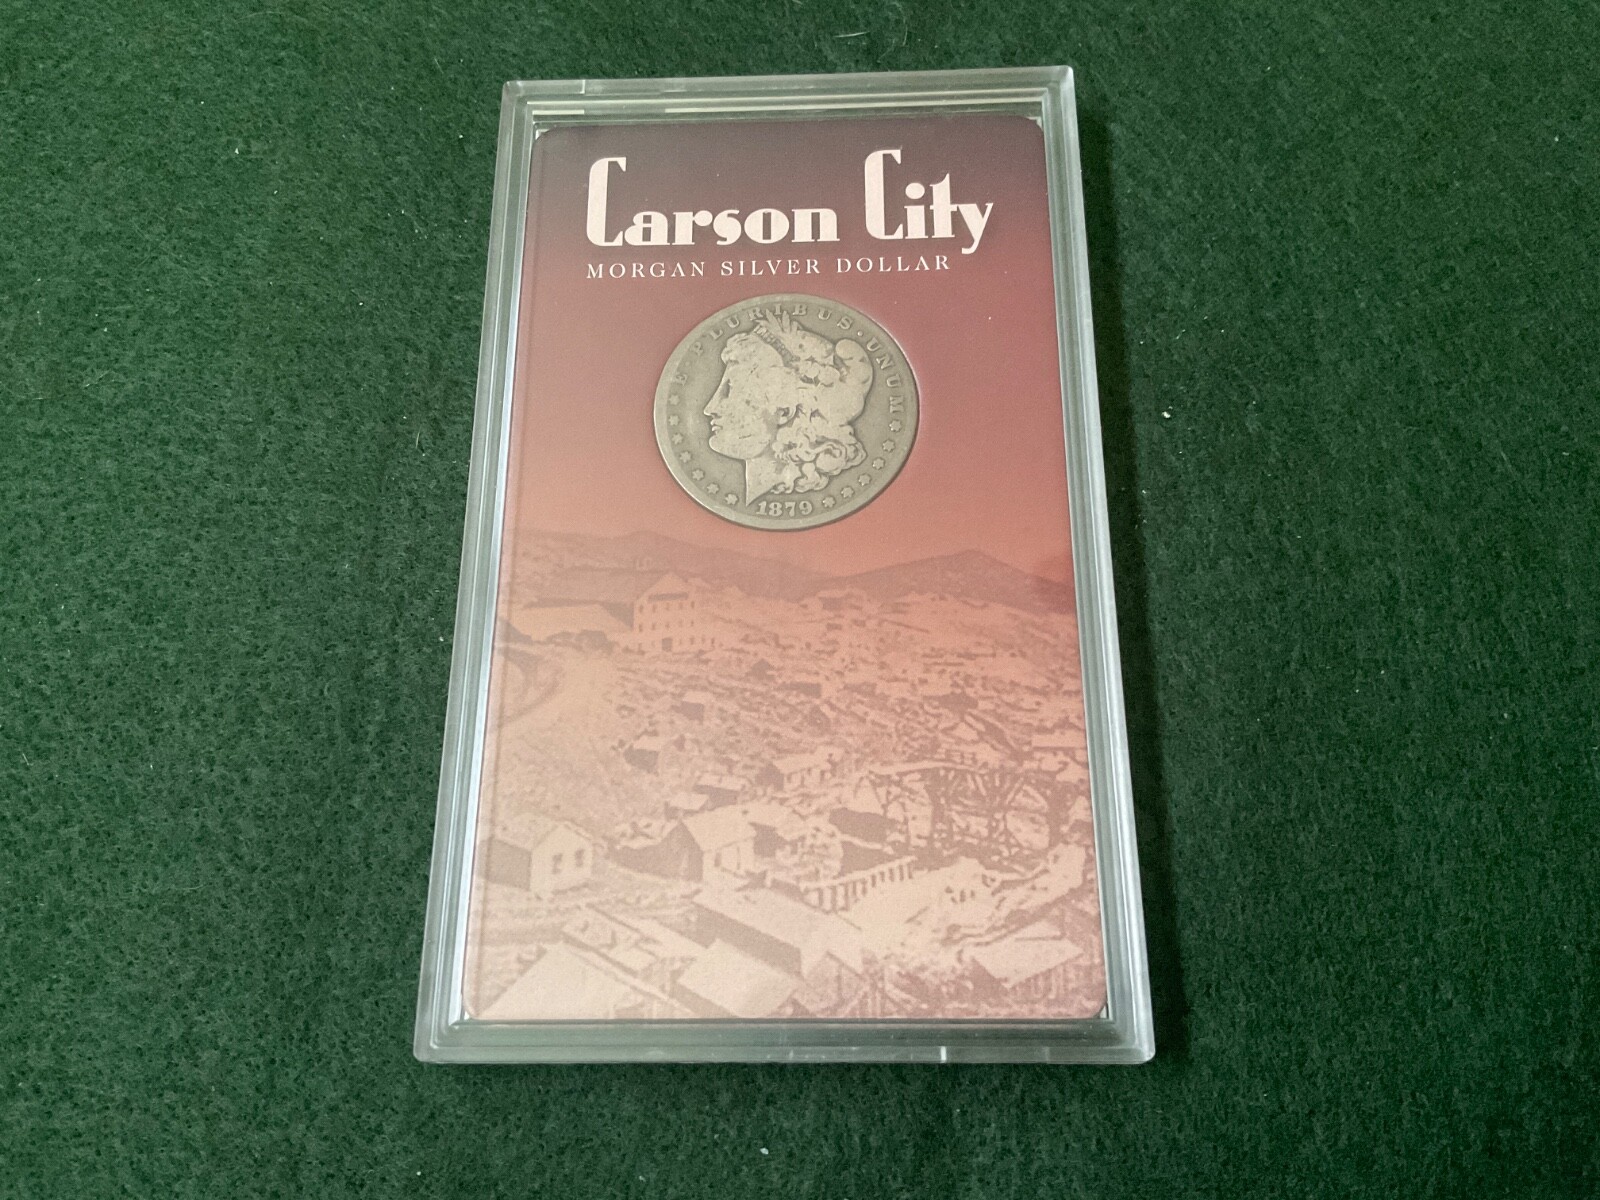 Carson City
MORGAN SILVER DOLLAR
E · PLURIBUS · UNUM
1879